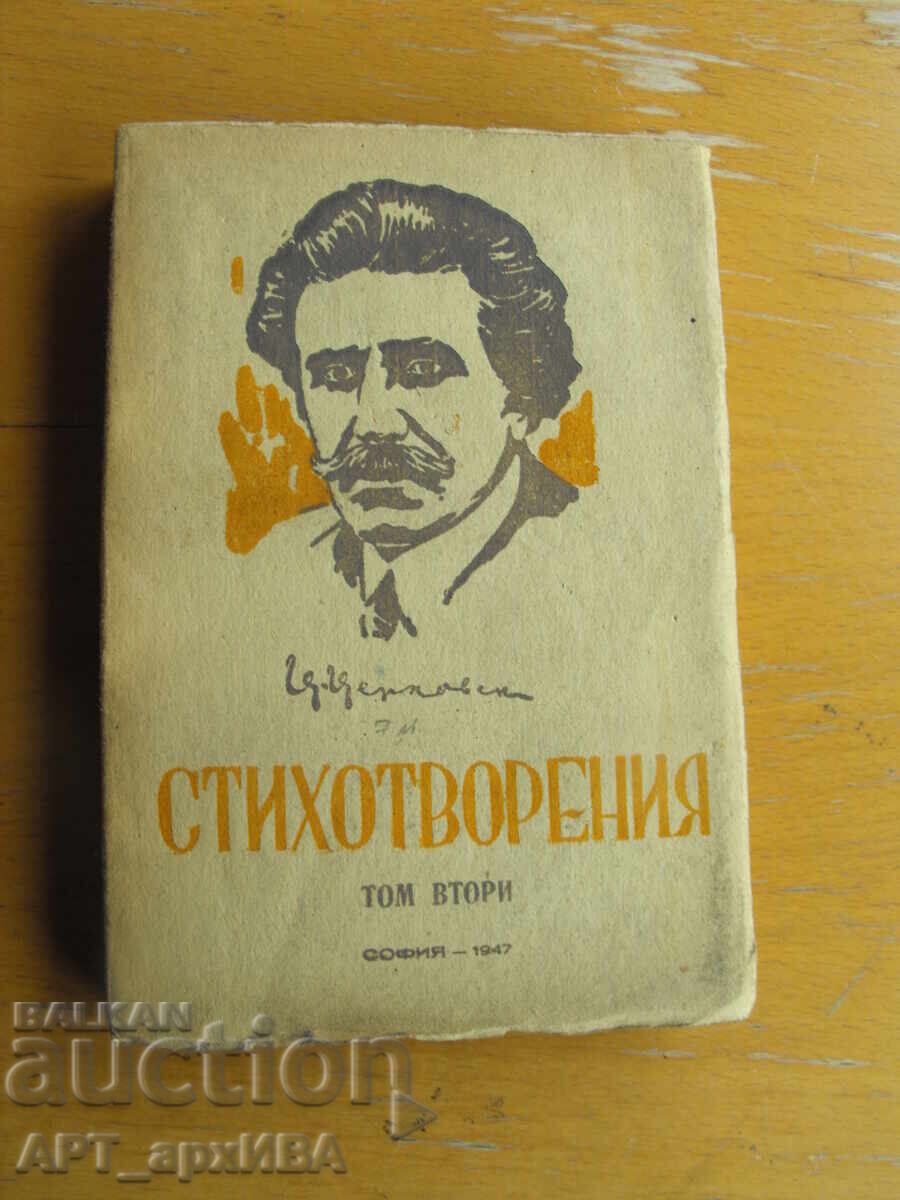 Ц. Церковски
СТИХОТВОРЕНИЯ
ТОМ ВТОРИ
СОФИЯ – 1947
BALKAN
auction
АРТ_архИВА